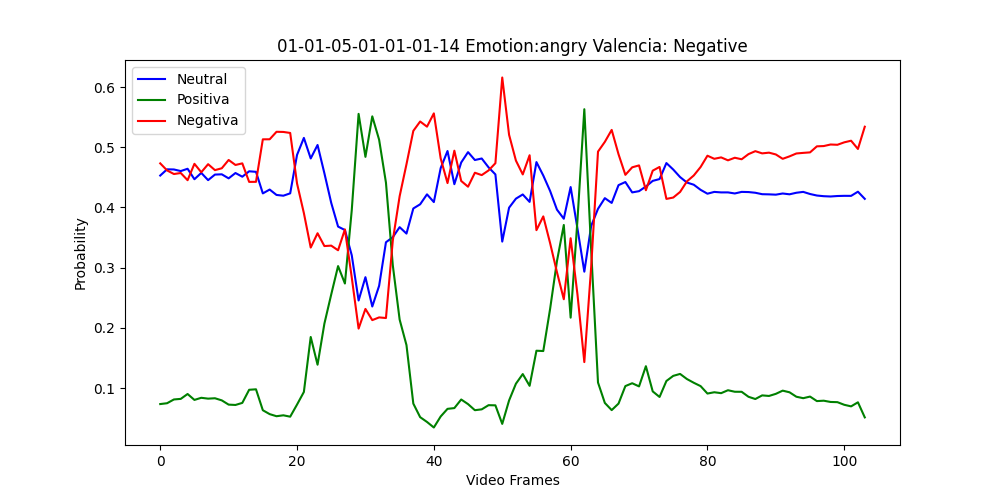 01-01-05-01-01-01-14 Emotion:angry Valencia: Negative
Neutral
Positiva
Negativa
0.6
0.5
0.4
0.3
0.2
0.1
Probability
0 20 40 60 80 100
Video Frames